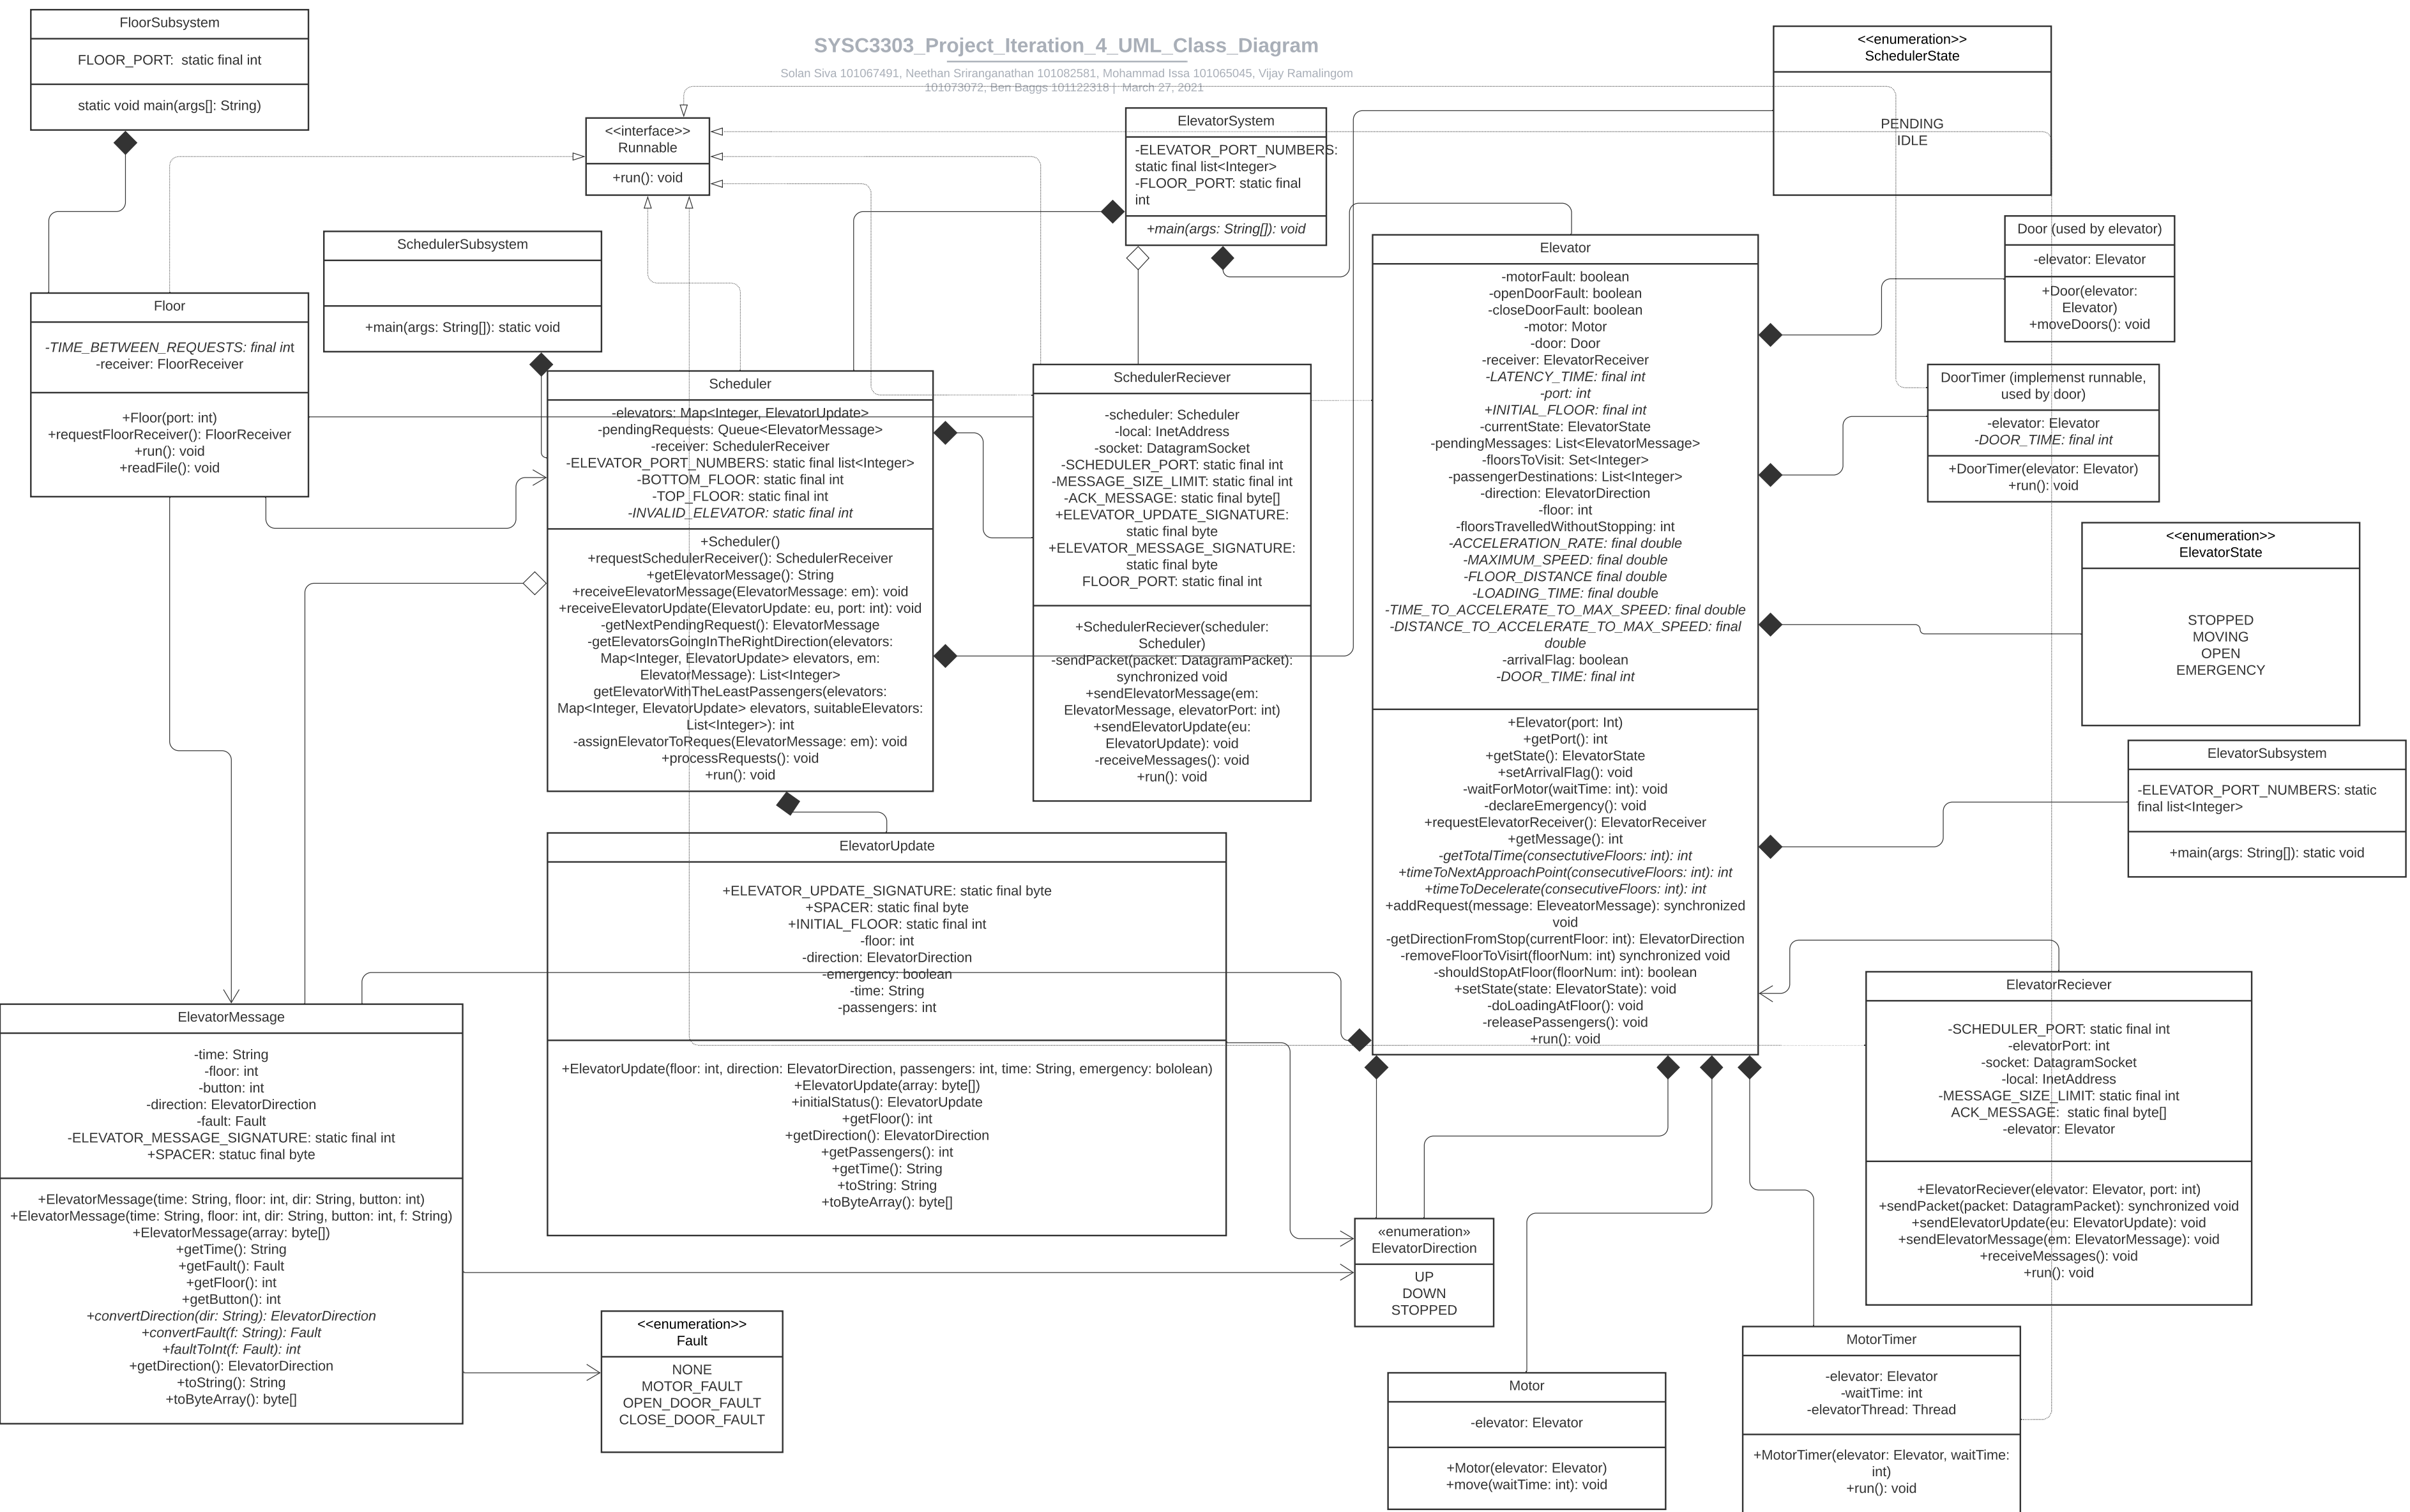 SYSC3303_Project_Iteration_4_UML_Class_Diagram
Solan Siva 101067491, Neethan Sriranganathan 101082581, Mohammad Issa 101065045, Vijay Ramalingom
101073072, Ben Baggs 101122318 | March 27, 2021
FloorSubsystem
FLOOR_PORT:  static final int
static void main(args[]: String)
<<interface>>
Runnable
+run(): void
ElevatorSystem
-ELEVATOR_PORT_NUMBERS:
static final list<Integer>
-FLOOR_PORT: static final
int
+main(args: String[]): void
<<enumeration>>
SchedulerState
PENDING
IDLE
SchedulerSubsystem
+main(args: String[]): static void
Floor
-TIME_BETWEEN_REQUESTS: final int
-receiver: FloorReceiver
+Floor(port: int)
+requestFloorReceiver(): FloorReceiver
+run(): void
+readFile(): void
Scheduler
-elevators: Map<Integer, ElevatorUpdate>
-pendingRequests: Queue<ElevatorMessage>
-receiver: SchedulerReceiver
-ELEVATOR_PORT_NUMBERS: static final list<Integer>
-BOTTOM_FLOOR: static final int
-TOP_FLOOR: static final int
-INVALID_ELEVATOR: static final int
+Scheduler()
+requestSchedulerReceiver(): SchedulerReceiver
+getElevatorMessage(): String
+receiveElevatorMessage(ElevatorMessage: em): void
+receiveElevatorUpdate(ElevatorUpdate: eu, port: int): void
-getNextPendingRequest(): ElevatorMessage
-getElevatorsGoingInTheRightDirection(elevators:
Map<Integer, ElevatorUpdate> elevators, em:
ElevatorMessage): List<Integer>
getElevatorWithTheLeastPassengers(elevators:
Map<Integer, ElevatorUpdate> elevators, suitableElevators:
List<Integer>): int
-assignElevatorToReques(ElevatorMessage: em): void
+processRequests(): void
+run(): void
SchedulerReciever
-scheduler: Scheduler
-local: InetAddress
-socket: DatagramSocket
-SCHEDULER_PORT: static final int
-MESSAGE_SIZE_LIMIT: static final int
-ACK_MESSAGE: static final byte[]
+ELEVATOR_UPDATE_SIGNATURE:
static final byte
+ELEVATOR_MESSAGE_SIGNATURE:
static final byte
FLOOR_PORT: static final int
+SchedulerReciever(scheduler:
Scheduler)
-sendPacket(packet: DatagramPacket):
synchronized void
+sendElevatorMessage(em:
ElevatorMessage, elevatorPort: int)
+sendElevatorUpdate(eu:
ElevatorUpdate): void
-receiveMessages(): void
+run(): void
Elevator
-motorFault: boolean
-openDoorFault: boolean
-closeDoorFault: boolean
-motor: Motor
-door: Door
-receiver: ElevatorReceiver
-LATENCY_TIME: final int
-port: int
+INITIAL_FLOOR: final int
-currentState: ElevatorState
-pendingMessages: List<ElevatorMessage>
-floorsToVisit: Set<Integer>
-passengerDestinations: List<Integer>
-direction: ElevatorDirection
-floor: int
-floorsTravelledWithoutStopping: int
-ACCELERATION_RATE: final double
-MAXIMUM_SPEED: final double
-FLOOR_DISTANCE final double
-LOADING_TIME: final double
-TIME_TO_ACCELERATE_TO_MAX_SPEED: final double
-DISTANCE_TO_ACCELERATE_TO_MAX_SPEED: final
double
-arrivalFlag: boolean
-DOOR_TIME: final int
+Elevator(port: Int)
+getPort(): int
+getState(): ElevatorState
+setArrivalFlag(): void
-waitForMotor(waitTime: int): void
-declareEmergency(): void
+requestElevatorReceiver(): ElevatorReceiver
+getMessage(): int
-getTotalTime(consectutiveFloors: int): int
+timeToNextApproachPoint(consecutiveFloors: int): int
+timeToDecelerate(consecutiveFloors: int): int
+addRequest(message: EleveatorMessage): synchronized
void
-getDirectionFromStop(currentFloor: int): ElevatorDirection
-removeFloorToVisirt(floorNum: int) synchronized void
-shouldStopAtFloor(floorNum: int): boolean
+setState(state: ElevatorState): void
-doLoadingAtFloor(): void
-releasePassengers(): void
+run(): void
Door (used by elevator)
-elevator: Elevator
+Door(elevator:
Elevator)
+moveDoors(): void
DoorTimer (implemenst runnable,
used by door)
-elevator: Elevator
-DOOR_TIME: final int
+DoorTimer(elevator: Elevator)
+run(): void
<<enumeration>>
ElevatorState
STOPPED
MOVING
OPEN
EMERGENCY
ElevatorSubsystem
-ELEVATOR_PORT_NUMBERS: static
final list<Integer>
+main(args: String[]): static void
ElevatorUpdate
+ELEVATOR_UPDATE_SIGNATURE: static final byte
+SPACER: static final byte
+INITIAL_FLOOR: static final int
-floor: int
-direction: ElevatorDirection
-emergency: boolean
-time: String
-passengers: int
+ElevatorUpdate(floor: int, direction: ElevatorDirection, passengers: int, time: String, emergency: bololean)
+ElevatorUpdate(array: byte[])
+initialStatus(): ElevatorUpdate
+getFloor(): int
+getDirection(): ElevatorDirection
+getPassengers(): int
+getTime(): String
+toString: String
+toByteArray(): byte[]
ElevatorMessage
-time: String
-floor: int
-button: int
-direction: ElevatorDirection
-fault: Fault
-ELEVATOR_MESSAGE_SIGNATURE: static final int
+SPACER: statuc final byte
+ElevatorMessage(time: String, floor: int, dir: String, button: int)
+ElevatorMessage(time: String, floor: int, dir: String, button: int, f: String)
+ElevatorMessage(array: byte[])
+getTime(): String
+getFault(): Fault
+getFloor(): int
+getButton(): int
+convertDirection(dir: String): ElevatorDirection
+convertFault(f: String): Fault
+faultToInt(f: Fault): int
+getDirection(): ElevatorDirection
+toString(): String
+toByteArray(): byte[]
<<enumeration>>
Fault
NONE
MOTOR_FAULT
OPEN_DOOR_FAULT
CLOSE_DOOR_FAULT
«enumeration»
ElevatorDirection
UP
DOWN
STOPPED
ElevatorReciever
-SCHEDULER_PORT: static final int
-elevatorPort: int
-socket: DatagramSocket
-local: InetAddress
-MESSAGE_SIZE_LIMIT: static final int
ACK_MESSAGE:  static final byte[]
-elevator: Elevator
+ElevatorReciever(elevator: Elevator, port: int)
+sendPacket(packet: DatagramPacket): synchronized void
+sendElevatorUpdate(eu: ElevatorUpdate): void
+sendElevatorMessage(em: ElevatorMessage): void
+receiveMessages(): void
+run(): void
Motor
-elevator: Elevator
+Motor(elevator: Elevator)
+move(waitTime: int): void
MotorTimer
-elevator: Elevator
-waitTime: int
-elevatorThread: Thread
+MotorTimer(elevator: Elevator, waitTime:
int)
+run(): void